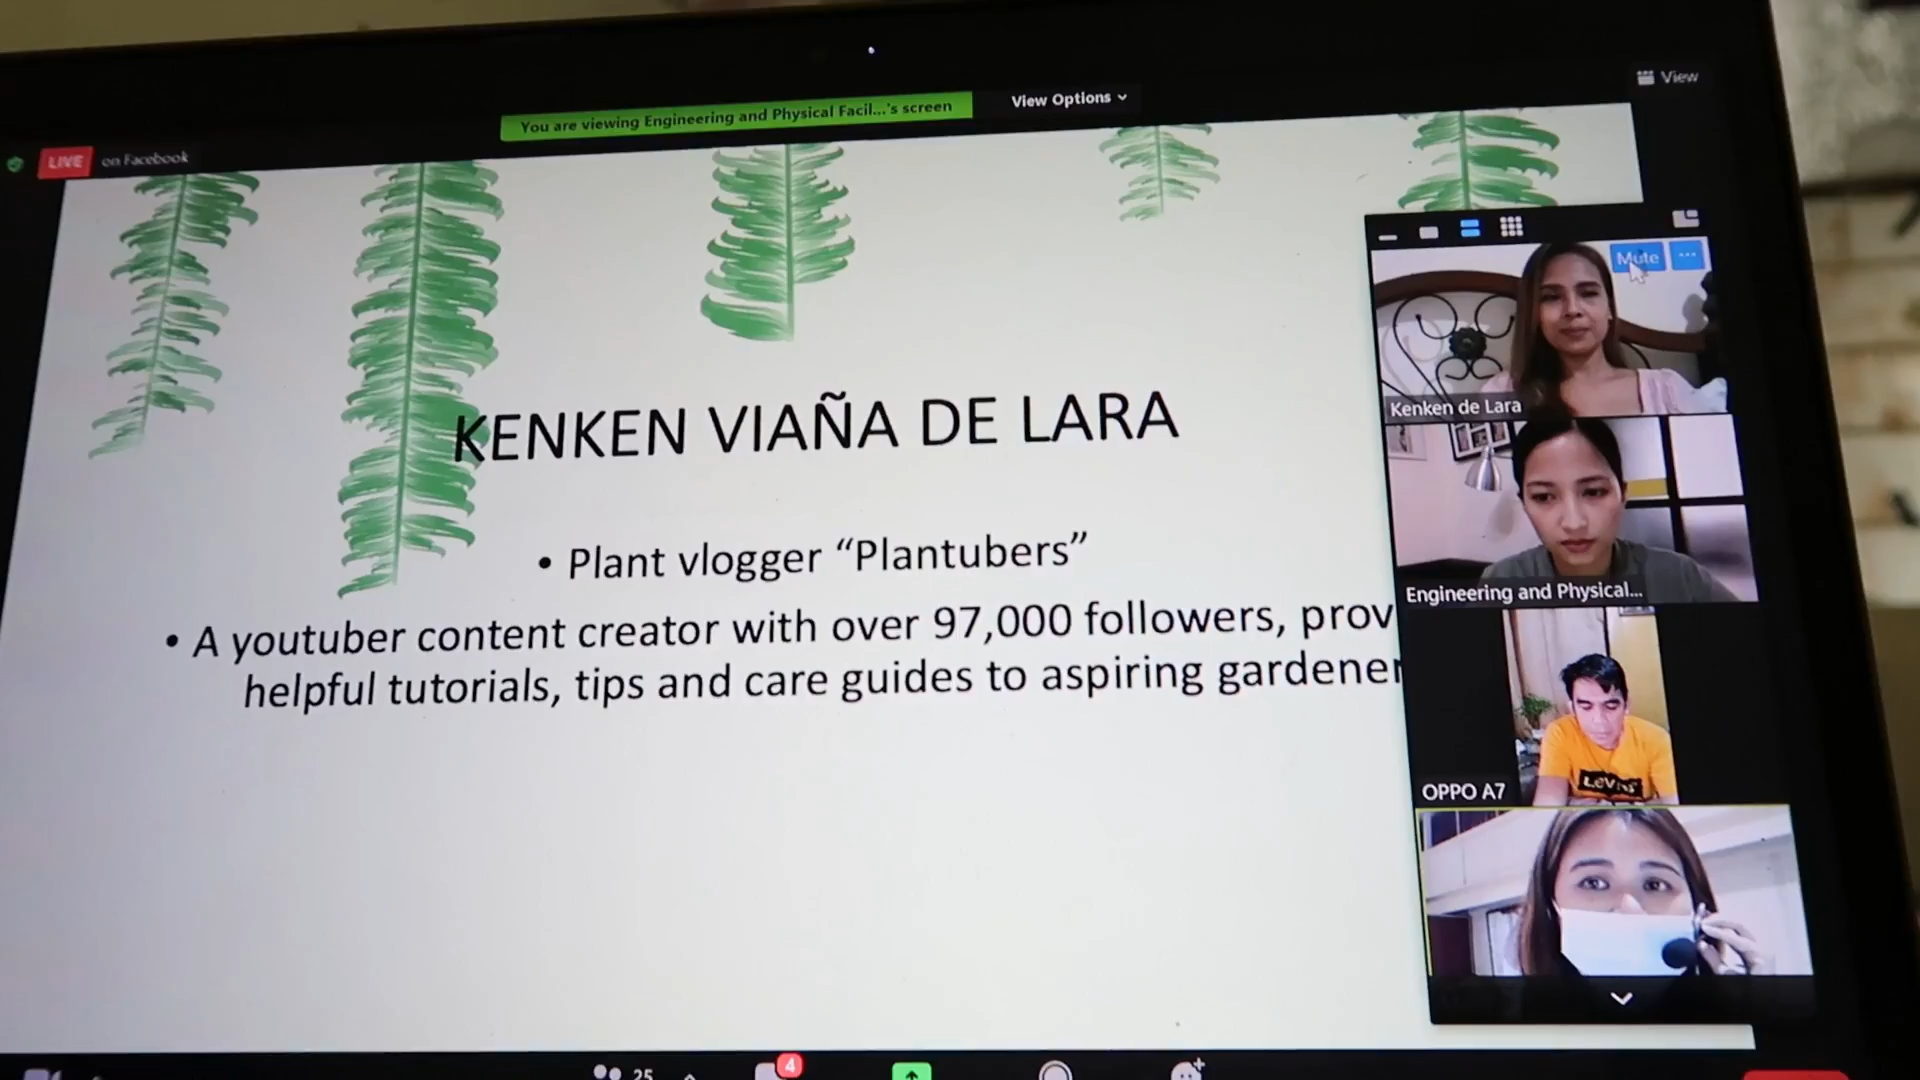 View
You are viewing Engineering and Physical Facil...'s screen
View Options
LIVE on Facebook
Mute
...
Kenken de Lara
KENKEN VIAÑA DE LARA
• Plant vlogger “Plantubers”
Engineering and Physical...
• A youtuber content creator with over 97,000 followers, prov
helpful tutorials, tips and care guides to aspiring gardener
LEVI'S
OPPO A7
25
4